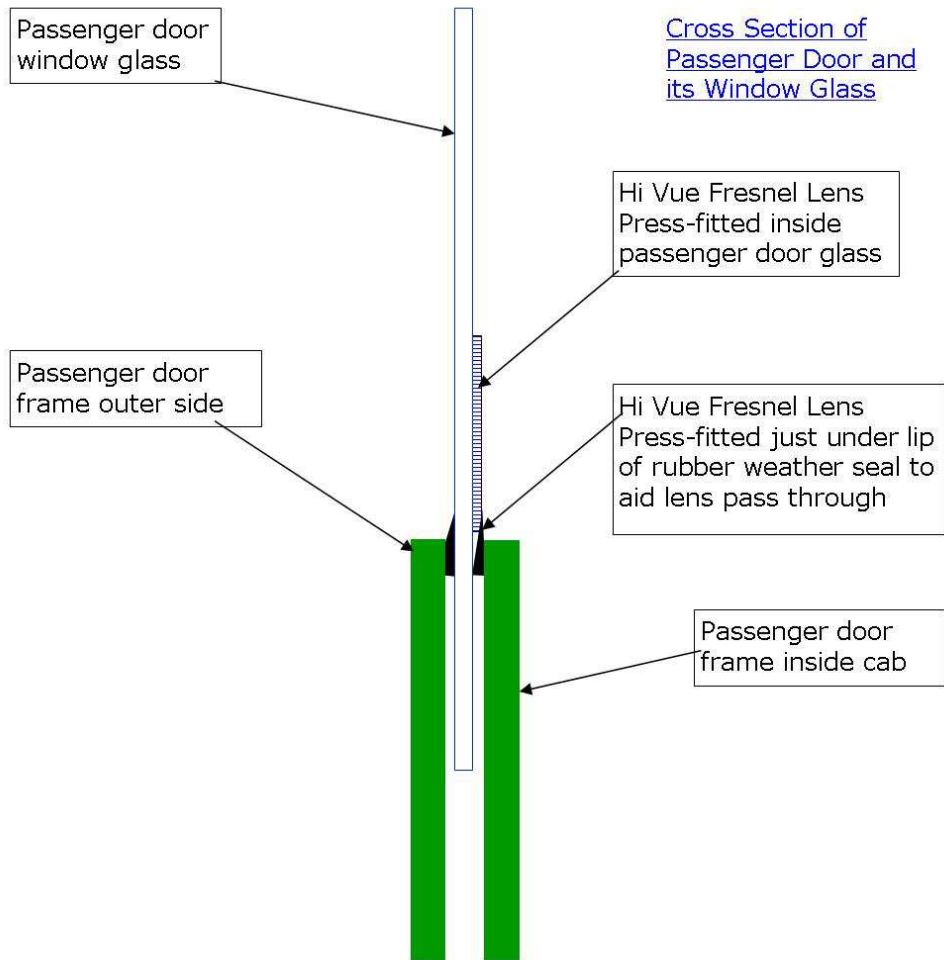 Passenger door
window glass
Cross Section of
Passenger Door and
its Window Glass
Hi Vue Fresnel Lens
Press-fitted inside
passenger door glass
Passenger door
frame outer side
Hi Vue Fresnel Lens
Press-fitted just under lip
of rubber weather seal to
aid lens pass through
Passenger door
frame inside cab